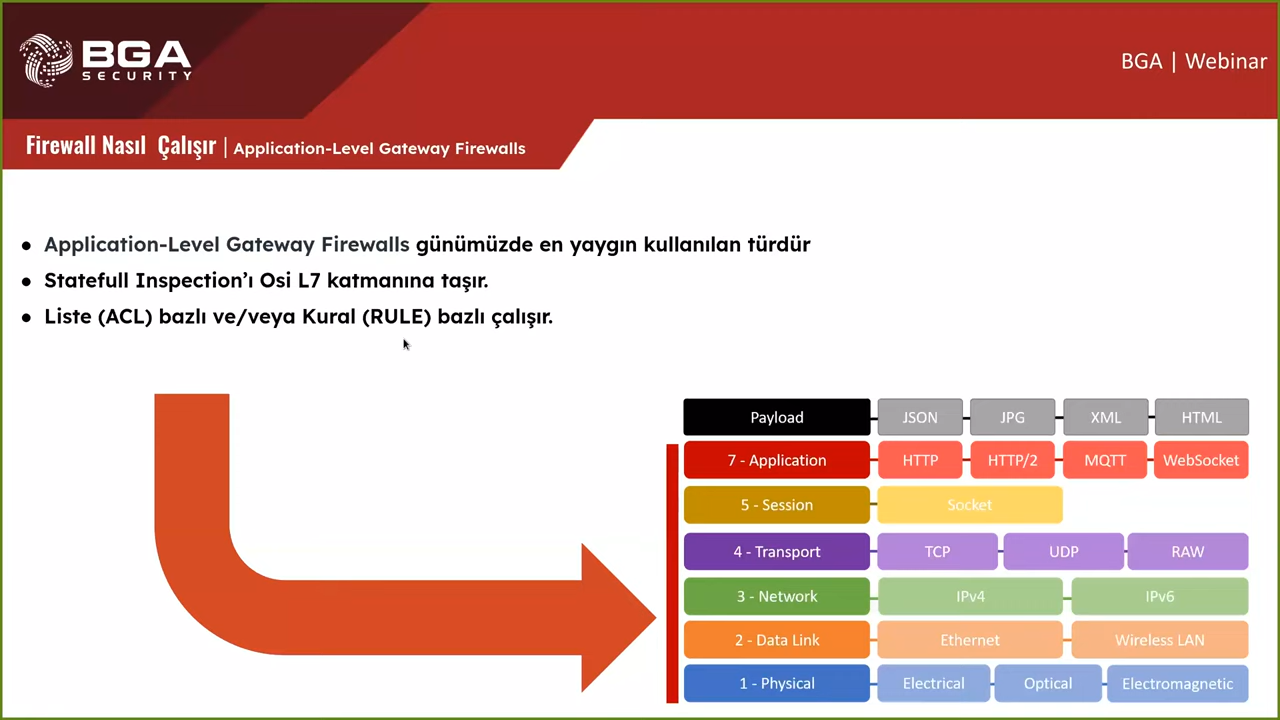 BGA
SECURITY
BGA | Webinar
Firewall Nasıl Çalışır | Application-Level Gateway Firewalls
● Application-Level Gateway Firewalls günümüzde en yaygın kullanılan türdür
● Statefull Inspection’ı Osi L7 katmanına taşır.
● Liste (ACL) bazlı ve/veya Kural (RULE) bazlı çalışır.
Payload JSON JPG XML HTML
7 - Application HTTP HTTP/2 MQTT WebSocket
5 - Session Socket
4 - Transport TCP UDP RAW
3 - Network IPv4 IPv6
2 - Data Link Ethernet Wireless LAN
1 - Physical Electrical Optical Electromagnetic